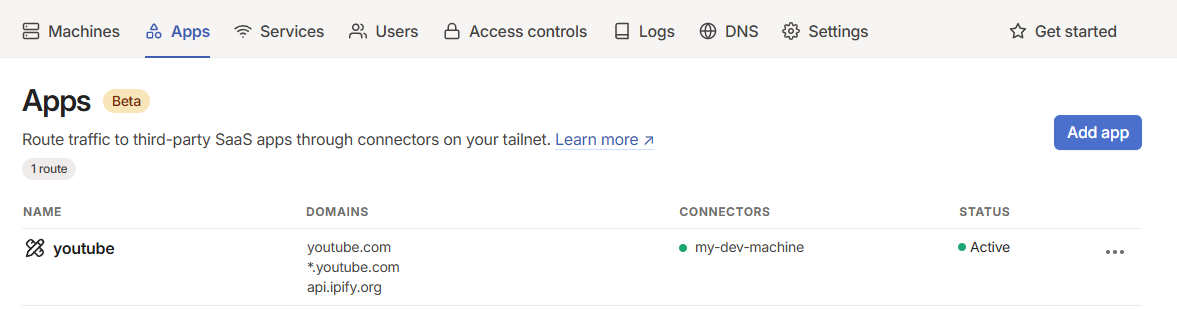 Machines Apps Services Users Access controls Logs DNS Settings Get started
Apps Beta
Route traffic to third-party SaaS apps through connectors on your tailnet. Learn more ↗
Add app
1 route
NAME DOMAINS CONNECTORS STATUS
youtube youtube.com my-dev-machine Active
*.youtube.com
api.ipify.org